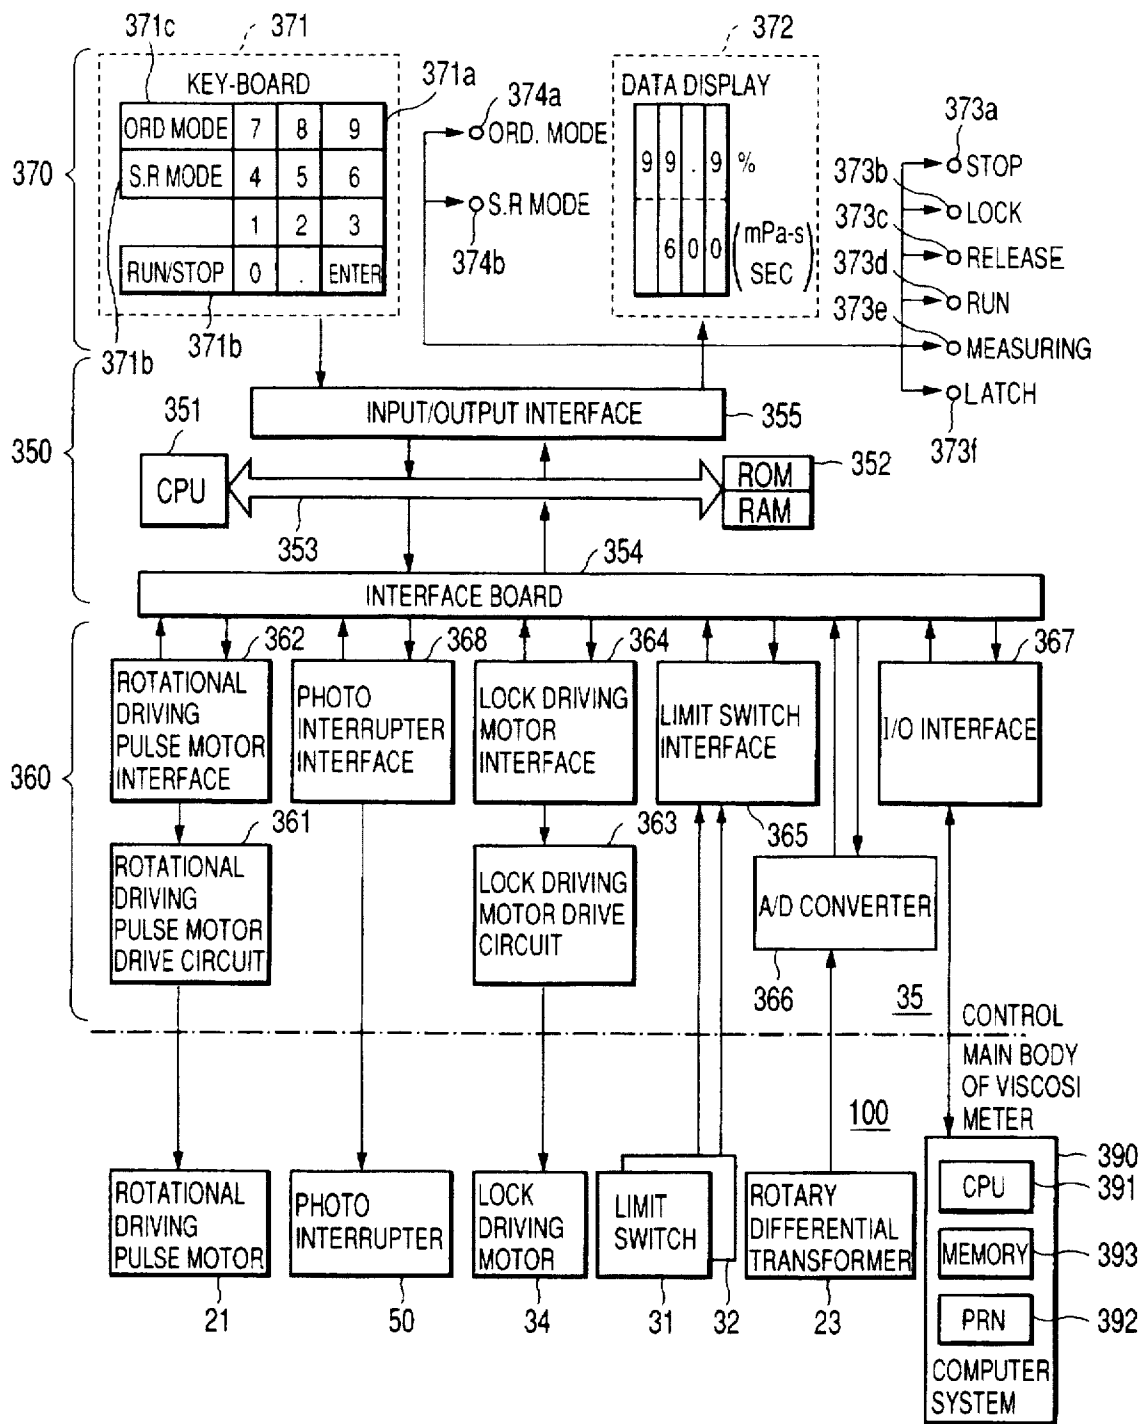 371c
371
372
KEY-BOARD
371a
ORD MODE 7 8 9
S.R MODE 4 5 6
1 2 3
RUN/STOP 0 . ENTER
371b
371b
370
374a
ORD. MODE
S.R MODE
374b
DATA DISPLAY
99.9 %
600 (mPa-s)
SEC
373a
STOP
373b
LOCK
373c
RELEASE
373d
RUN
373e
MEASURING
LATCH
373f
350
351
CPU
INPUT/OUTPUT INTERFACE
355
352
ROM
RAM
353
354
INTERFACE BOARD
360
362
ROTATIONAL
DRIVING
PULSE MOTOR
INTERFACE
368
PHOTO
INTERRUPTER
INTERFACE
364
LOCK DRIVING
MOTOR
INTERFACE
LIMIT SWITCH
INTERFACE
365
367
I/O INTERFACE
361
ROTATIONAL
DRIVING
PULSE MOTOR
DRIVE CIRCUIT
363
LOCK DRIVING
MOTOR DRIVE
CIRCUIT
A/D CONVERTER
366
35
CONTROL
MAIN BODY
OF VISCOSI
METER
100
ROTATIONAL
DRIVING
PULSE MOTOR
21
PHOTO
INTERRUPTER
50
LOCK
DRIVING
MOTOR
34
LIMIT
SWITCH
31
32
ROTARY
DIFFERENTIAL
TRANSFORMER
23
390
CPU
391
MEMORY
393
PRN
392
COMPUTER
SYSTEM